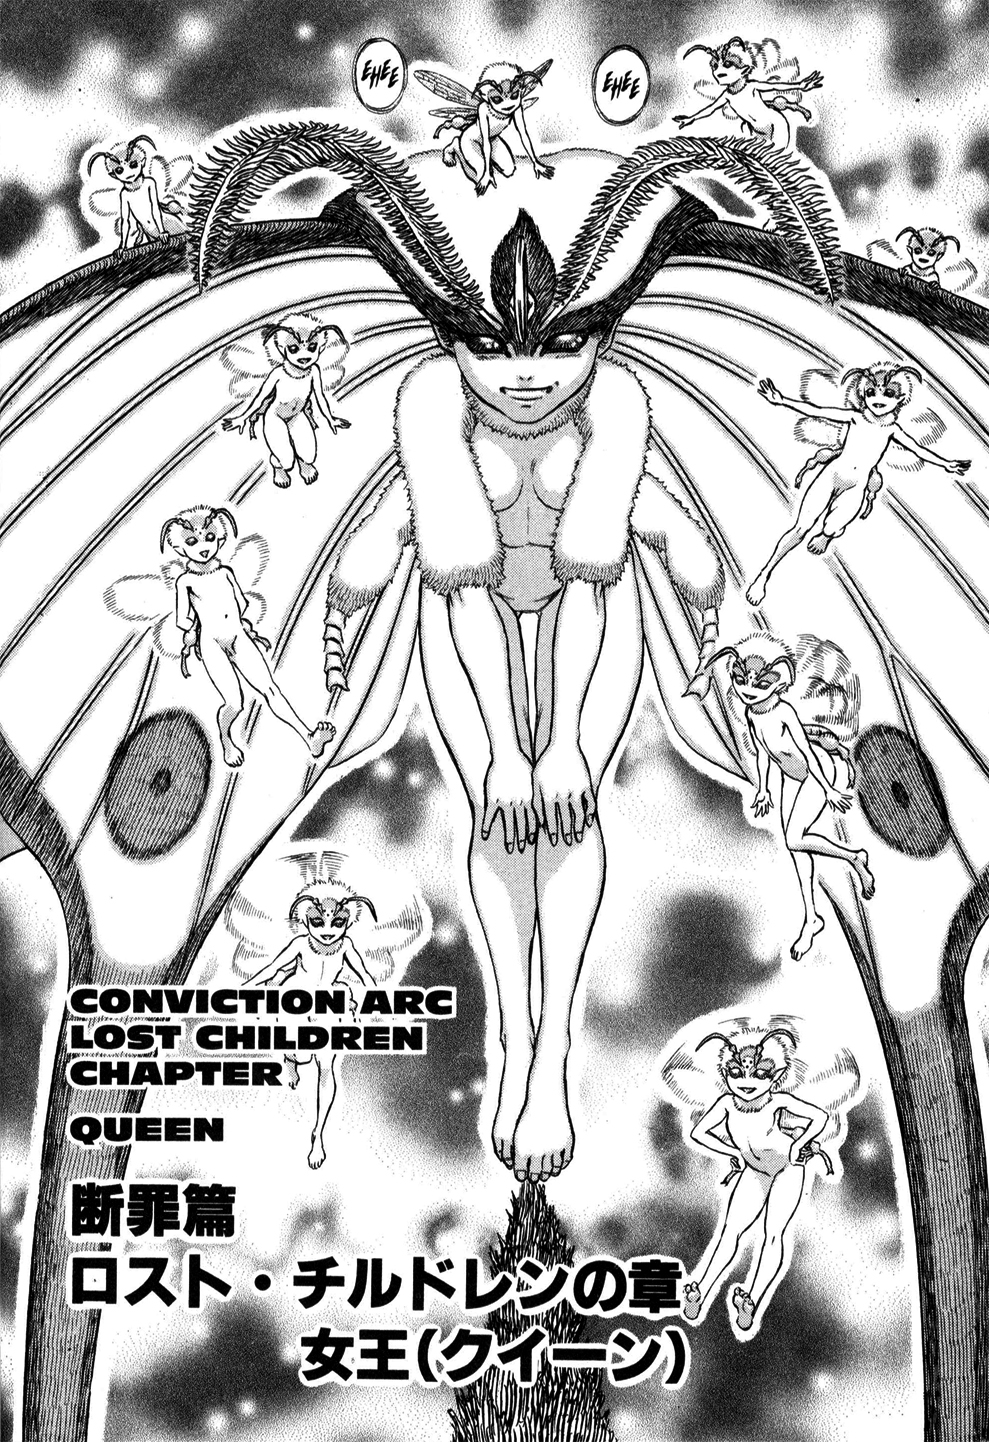 EHEE
EHEE
CONVICTION ARC
LOST CHILDREN
CHAPTER
QUEEN
断罪篇
ロスト・チルドレンの章
女王(クイーン)